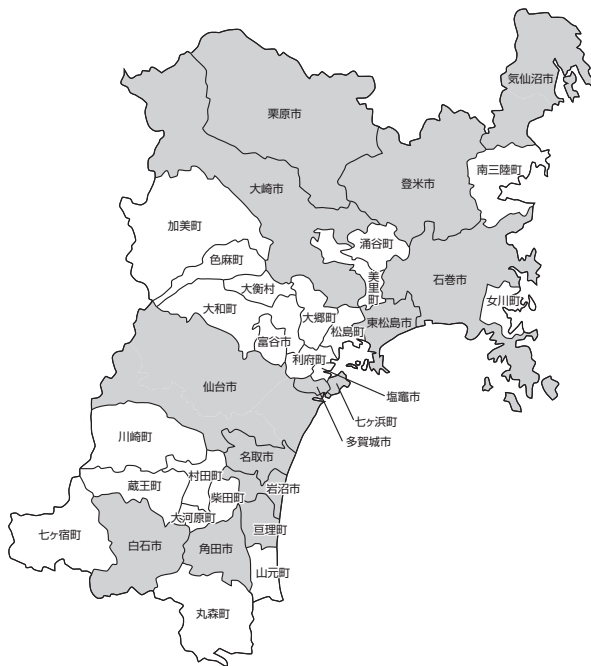 気仙沼市
栗原市
南三陸町
登米市
大崎市
加美町
涌谷町
色麻町
石巻市
美里町
大衡村
女川町
大和町
大郷町
東松島市
松島町
富谷市
利府町
仙台市
塩竈市
七ヶ浜町
多賀城市
川崎町
名取市
村田町
蔵王町
岩沼市
柴田町
大河原町
亘理町
七ヶ宿町
白石市
角田市
山元町
丸森町